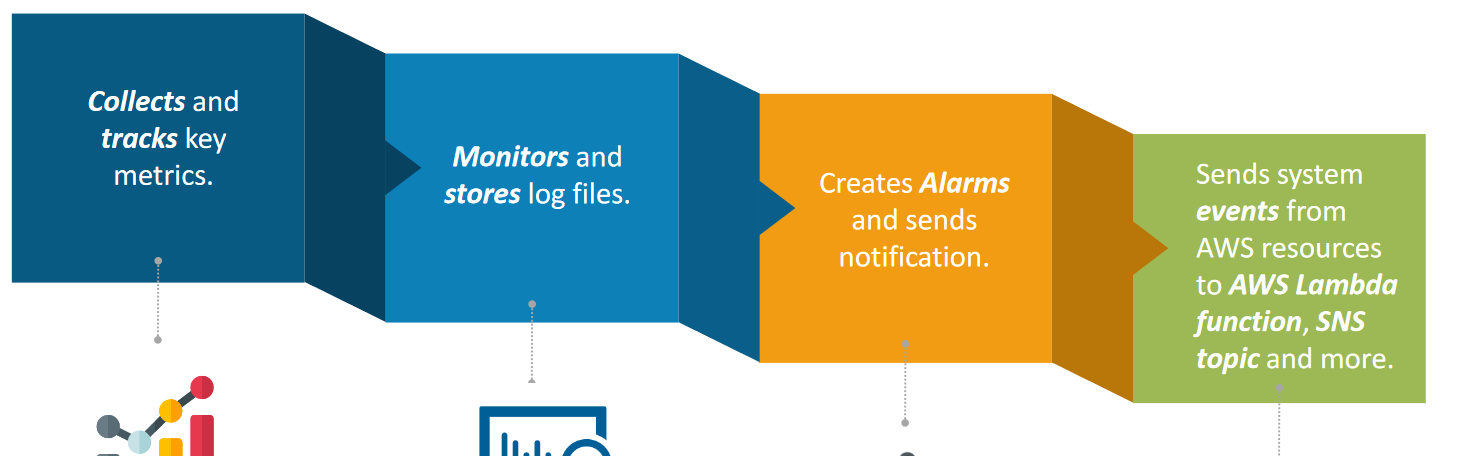 Collects and
tracks key
metrics.
Monitors and
stores log files.
Creates Alarms
and sends
notification.
Sends system
events from
AWS resources
to AWS Lambda
function, SNS
topic and more.